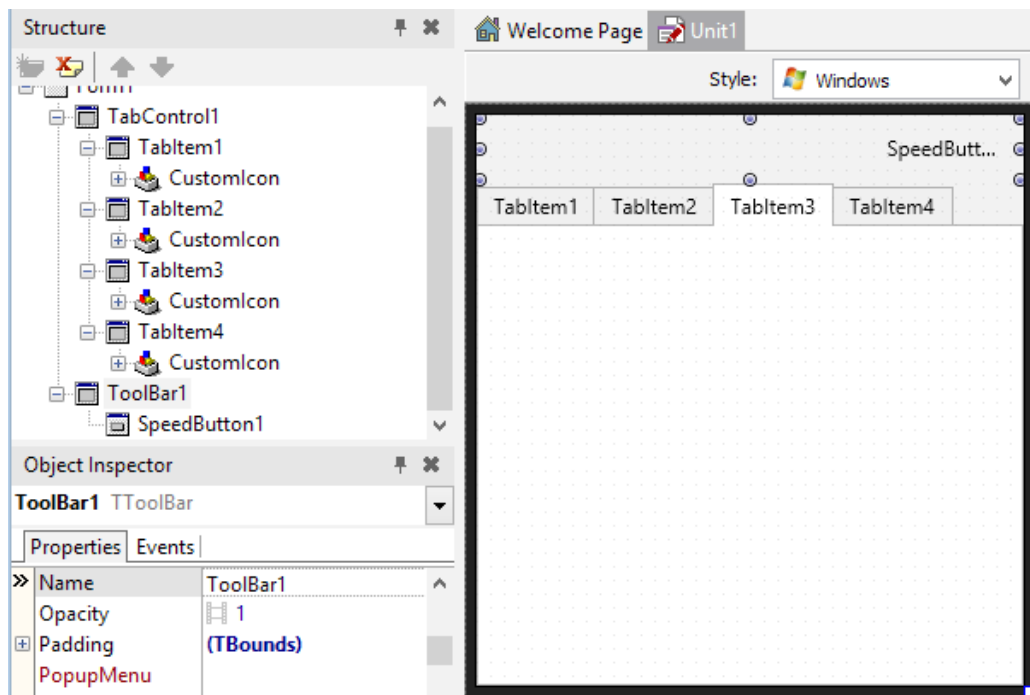 Structure
Form1
TabControl1
TabItem1
CustomIcon
TabItem2
CustomIcon
TabItem3
CustomIcon
TabItem4
CustomIcon
ToolBar1
SpeedButton1
Object Inspector
ToolBar1 TToolBar
Properties Events
Name ToolBar1
Opacity 1
Padding (TBounds)
PopupMenu
Welcome Page Unit1
Style: Windows
SpeedButt...
TabItem1 TabItem2 TabItem3 TabItem4